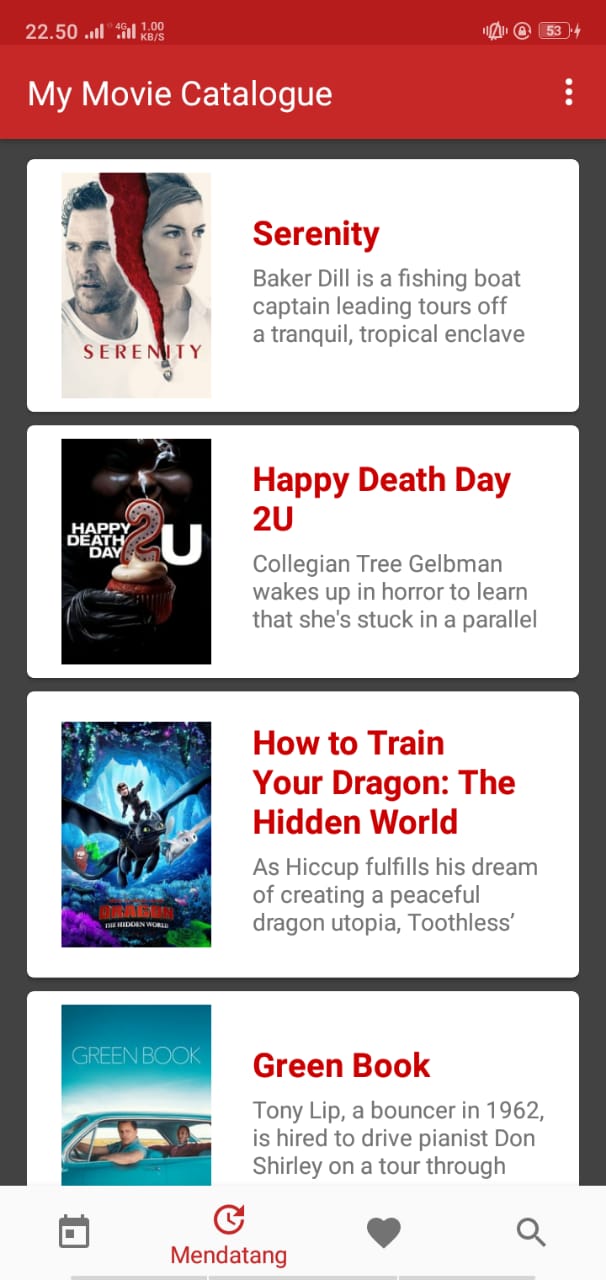 22.50 4G 1.00 KB/S 53
My Movie Catalogue
SERENITY
Serenity
Baker Dill is a fishing boat
captain leading tours off
a tranquil, tropical enclave
HAPPY
DEATH
DAY 2U
Happy Death Day
2U
Collegian Tree Gelbman
wakes up in horror to learn
that she's stuck in a parallel
DRAGON
THE HIDDEN WORLD
How to Train
Your Dragon: The
Hidden World
As Hiccup fulfills his dream
of creating a peaceful
dragon utopia, Toothless’
GREEN BOOK
Green Book
Tony Lip, a bouncer in 1962,
is hired to drive pianist Don
Shirley on a tour through
Mendatang